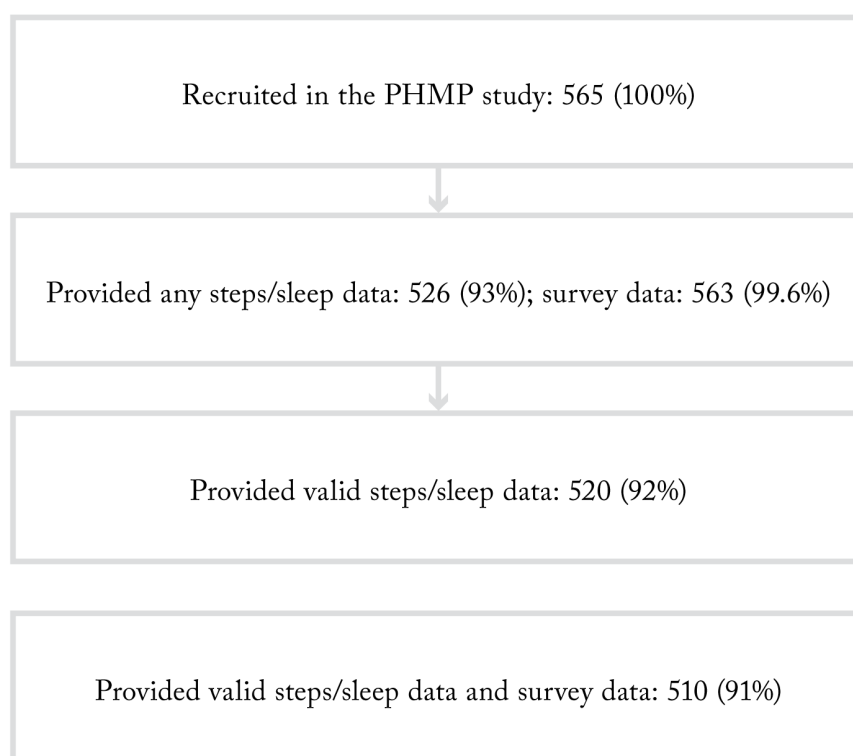 Recruited in the PHMP study: 565 (100%)
Provided any steps/sleep data: 526 (93%); survey data: 563 (99.6%)
Provided valid steps/sleep data: 520 (92%)
Provided valid steps/sleep data and survey data: 510 (91%)